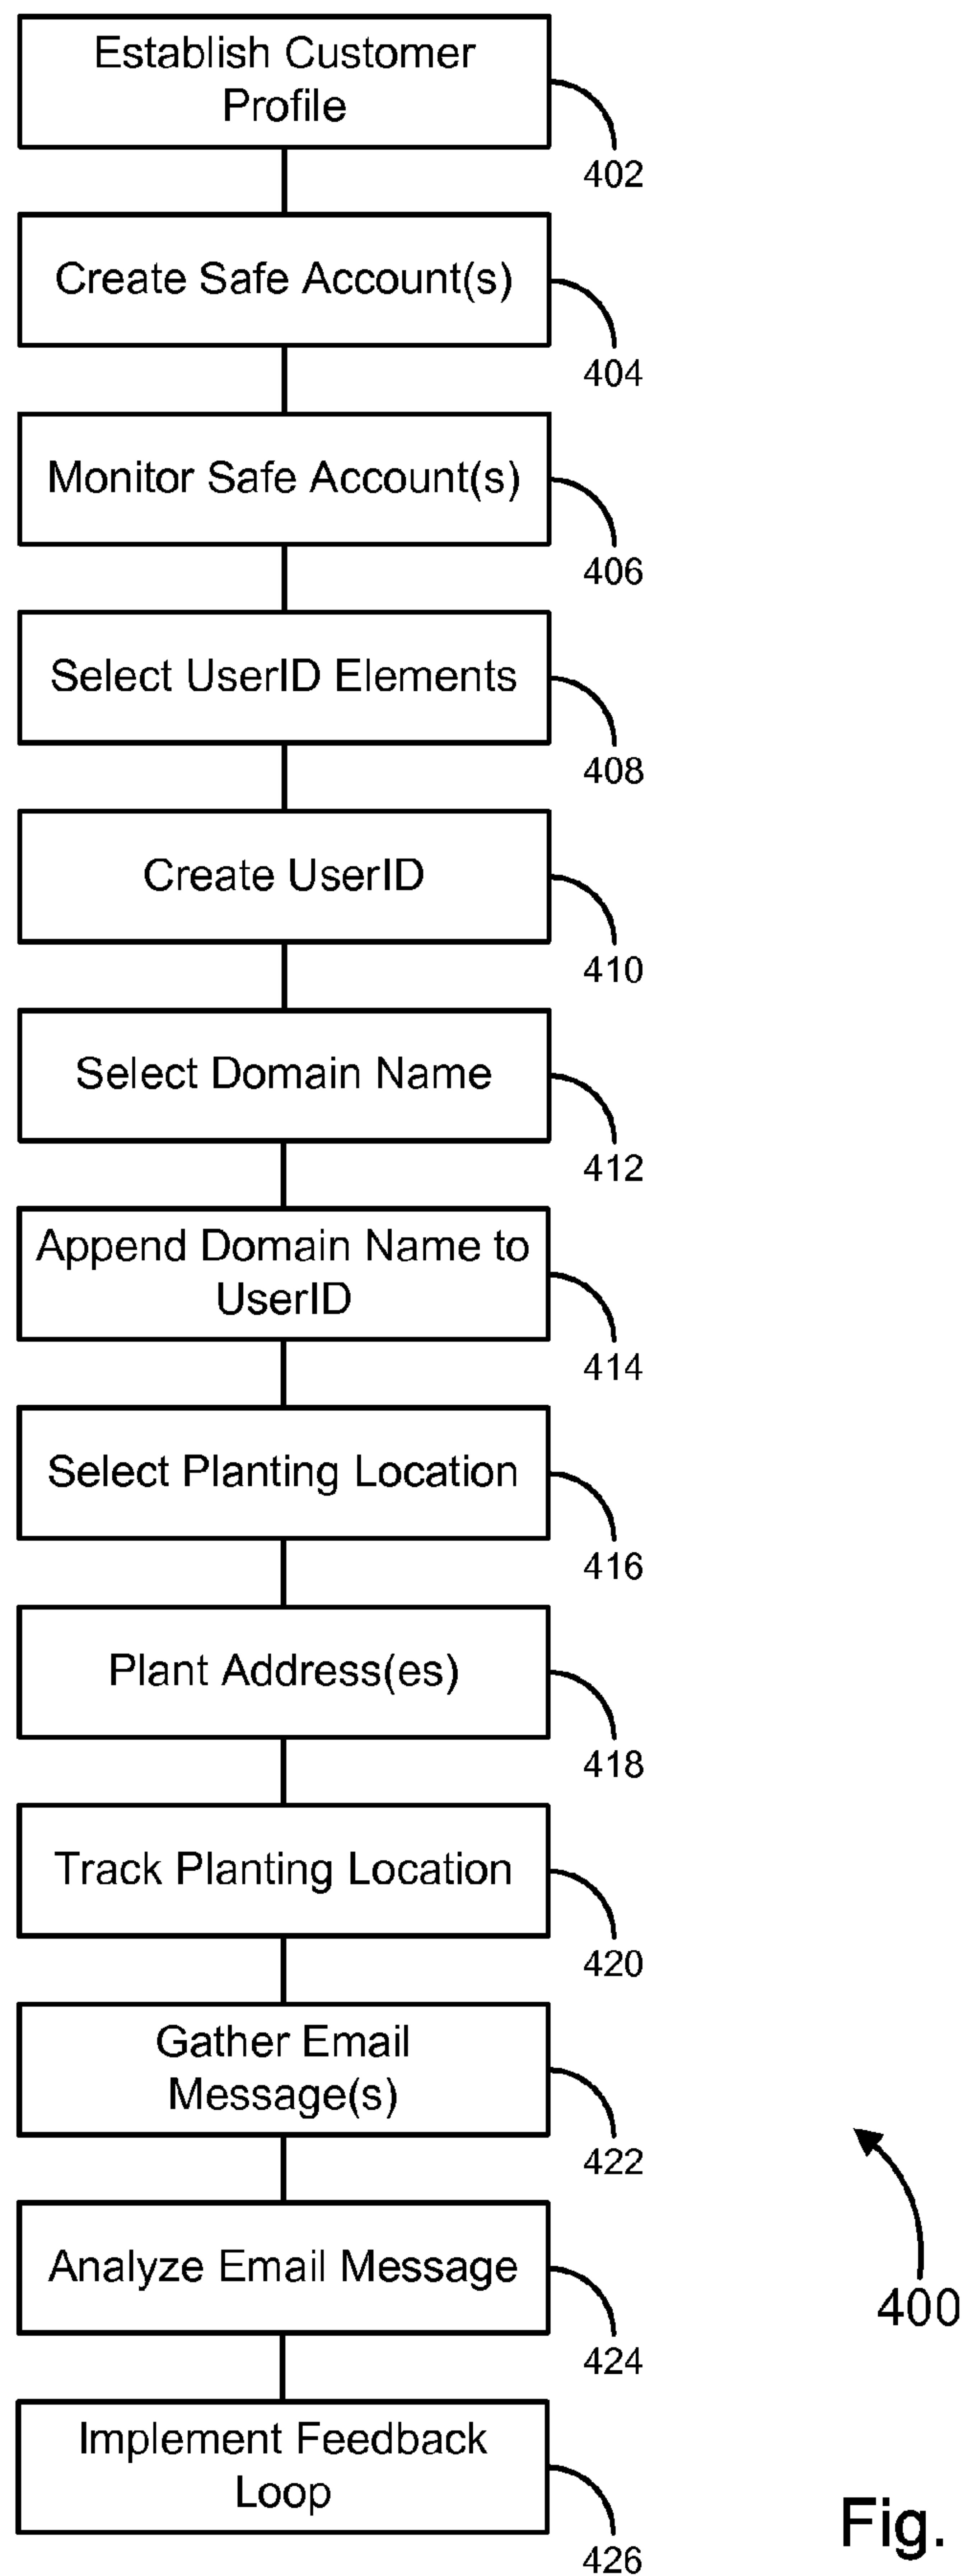 Establish Customer
Profile
402
Create Safe Account(s)
404
Monitor Safe Account(s)
406
Select UserID Elements
408
Create UserID
410
Select Domain Name
412
Append Domain Name to
UserID
414
Select Planting Location
416
Plant Address(es)
418
Track Planting Location
420
Gather Email
Message(s)
422
Analyze Email Message
424
400
Implement Feedback
Loop
426
Fig.